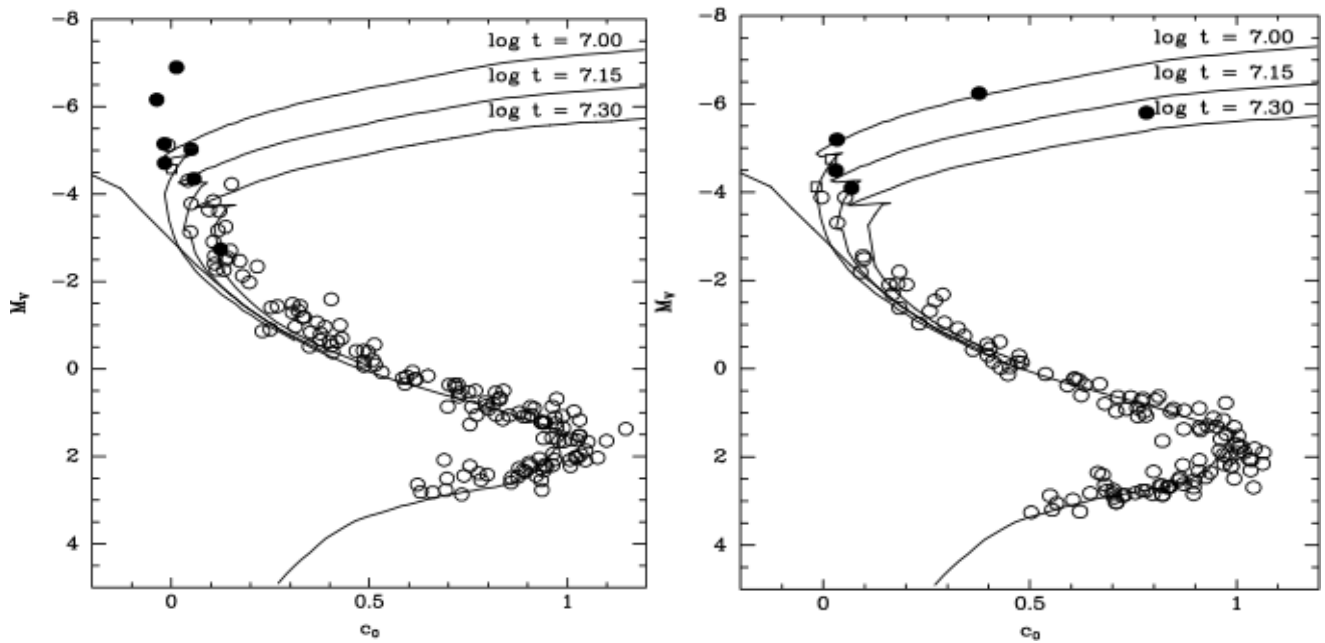 -8
-6
-4
-2
0
2
4
M_V
0
0.5
1
c_0
log t = 7.00
log t = 7.15
log t = 7.30
-8
-6
-4
-2
0
2
4
M_V
0
0.5
1
c_0
log t = 7.00
log t = 7.15
log t = 7.30